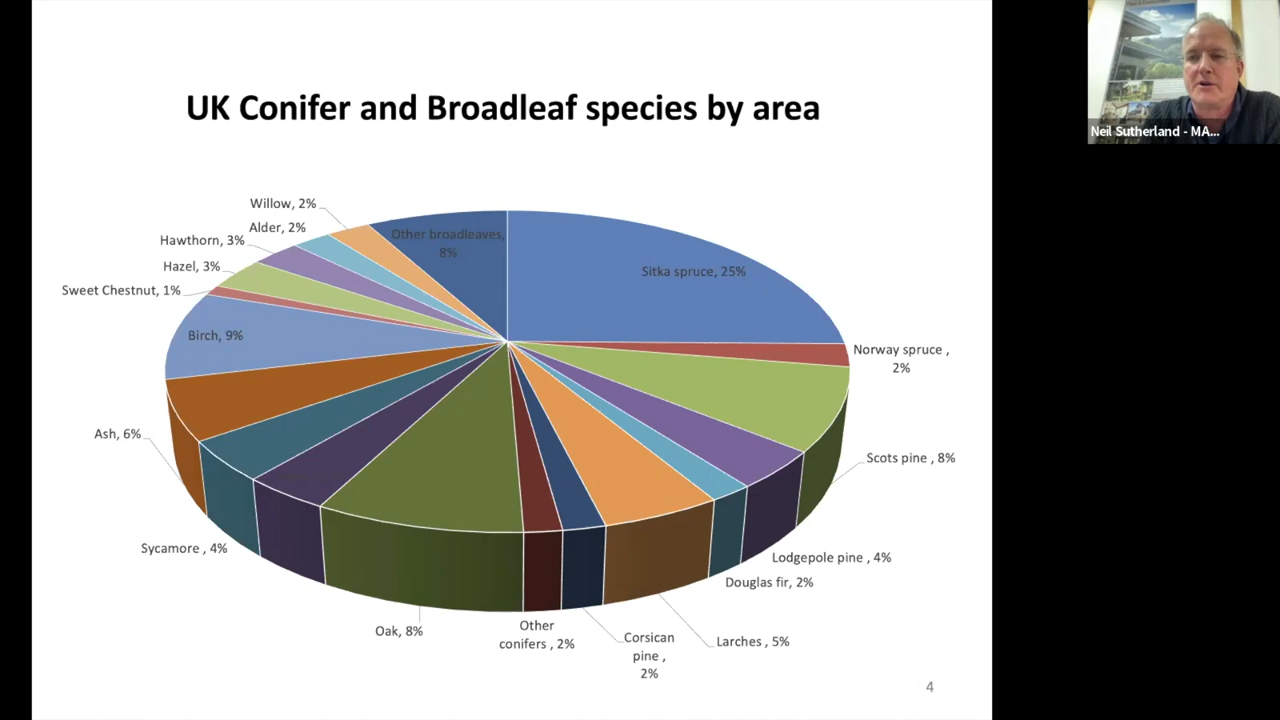 UK Conifer and Broadleaf species by area
Willow, 2%
Alder, 2%
Hawthorn, 3%
Hazel, 3%
Sweet Chestnut, 1%
Birch, 9%
Ash, 6%
Sycamore , 4%
Oak, 8%
Other
conifers , 2%
Corsican
pine ,
2%
Larches , 5%
Douglas fir, 2%
Lodgepole pine , 4%
Scots pine , 8%
Norway spruce ,
2%
Sitka spruce, 25%
Other broadleaves,
8%
4
Neil Sutherland - MA...